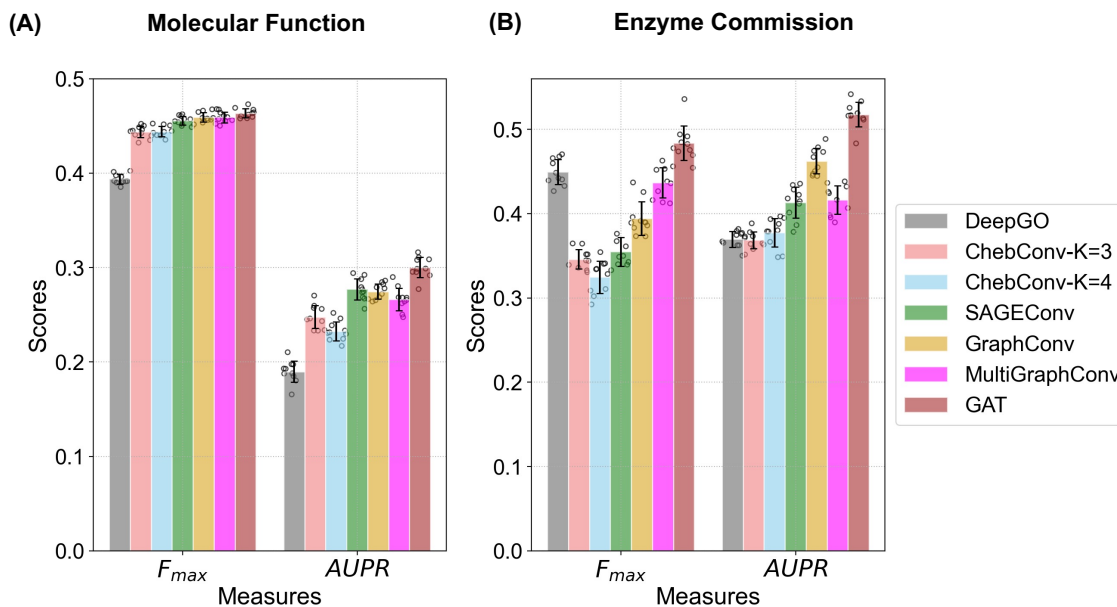 (A) Molecular Function
(B) Enzyme Commission
0.5
0.4
0.3
0.2
0.1
0.0
Scores
F_max AUPR
Measures
0.5
0.4
0.3
0.2
0.1
0.0
Scores
F_max AUPR
Measures
DeepGO
ChebConv-K=3
ChebConv-K=4
SAGEConv
GraphConv
MultiGraphConv
GAT